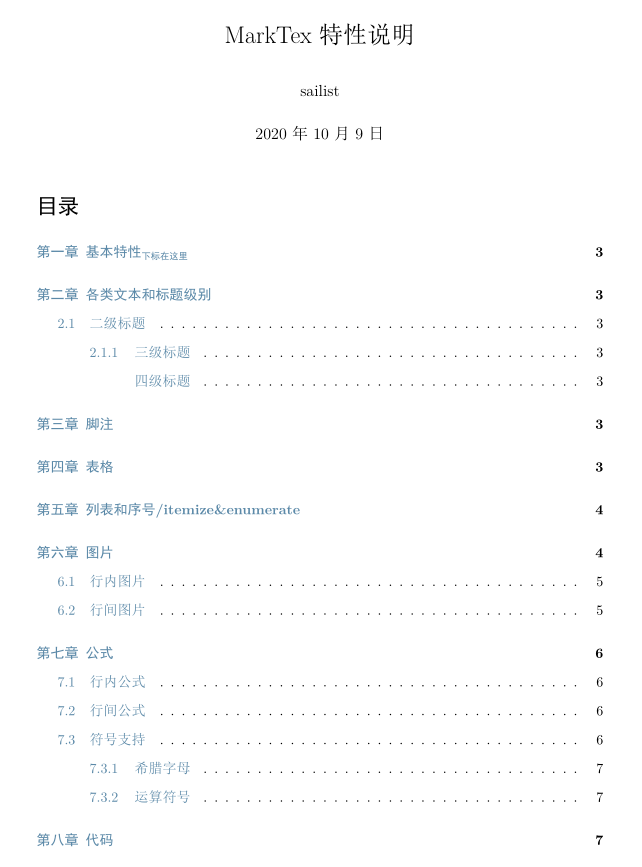 MarkTex 特性说明
sailist
2020 年 10 月 9 日
目录
第一章 基本特性下标在这里 3
第二章 各类文本和标题级别 3
2.1 二级标题 . . . . . . . . . . . . . . . . . . . . . . . . . . . . . . 3
2.1.1 三级标题 . . . . . . . . . . . . . . . . . . . . . . . . . . . 3
四级标题 . . . . . . . . . . . . . . . . . . . . . . . . . . . 3
第三章 脚注 3
第四章 表格 3
第五章 列表和序号/itemize&enumerate 4
第六章 图片 4
6.1 行内图片 . . . . . . . . . . . . . . . . . . . . . . . . . . . . . . 5
6.2 行间图片 . . . . . . . . . . . . . . . . . . . . . . . . . . . . . . 5
第七章 公式 6
7.1 行内公式 . . . . . . . . . . . . . . . . . . . . . . . . . . . . . . 6
7.2 行间公式 . . . . . . . . . . . . . . . . . . . . . . . . . . . . . . 6
7.3 符号支持 . . . . . . . . . . . . . . . . . . . . . . . . . . . . . . 6
7.3.1 希腊字母 . . . . . . . . . . . . . . . . . . . . . . . . . . . 7
7.3.2 运算符号 . . . . . . . . . . . . . . . . . . . . . . . . . . . 7
第八章 代码 7